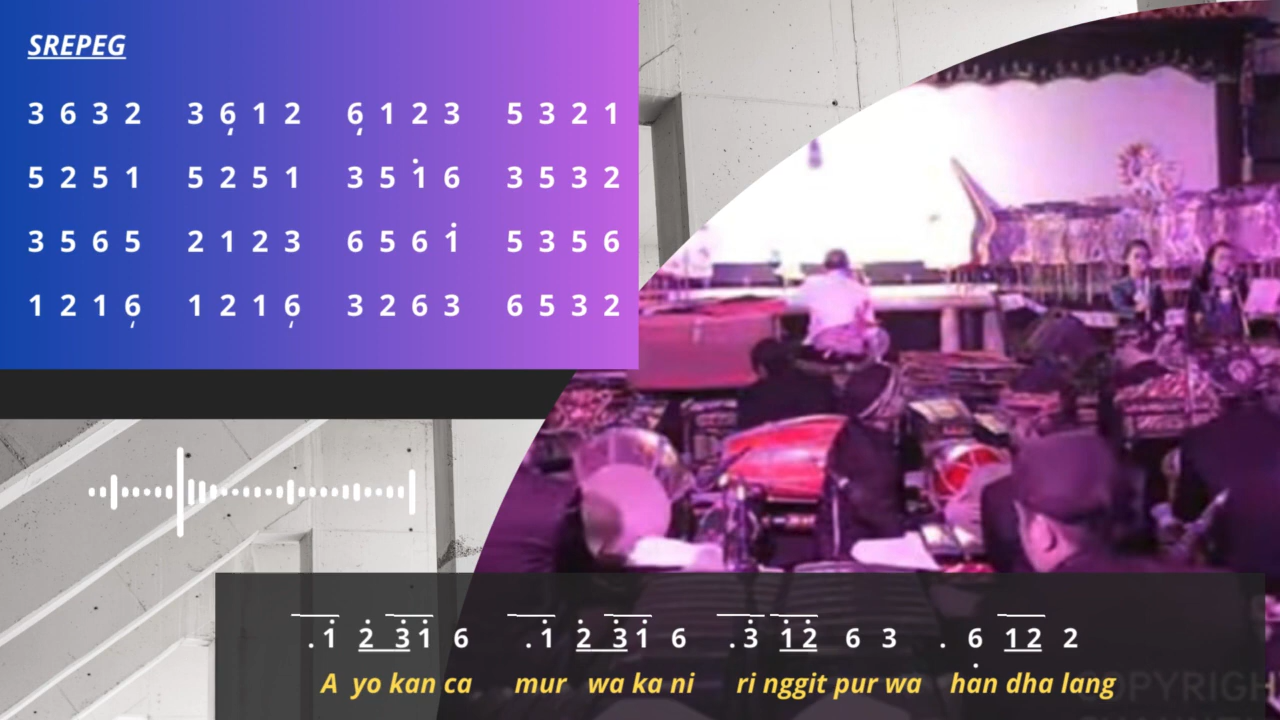 SREPEG
3 6 3 2 3 6̣ 1 2 6̣ 1 2 3 5 3 2 1
5 2 5 1 5 2 5 1 3 5 1̇ 6 3 5 3 2
3 5 6 5 2 1 2 3 6 5 6 1̇ 5 3 5 6
1 2 1 6̣ 1 2 1 6̣ 3 2 6 3 6 5 3 2
. 1̇ 2̇ 3̇ 1̇ 6 . 1̇ 2̇ 3̇ 1̇ 6 . 3̇ 1̇ 2̇ 6 3 . 6̣ 1 2 2
A yo kan ca mur wa ka ni ri nggit pur wa han dha lang
COPYRIGH